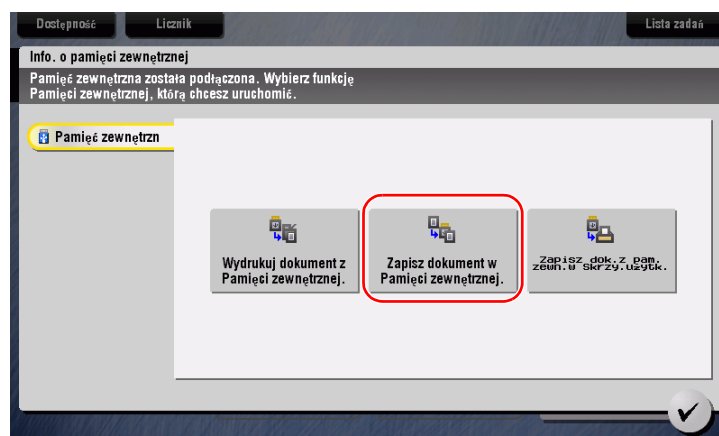 Dostępność Licznik Lista zadań
Info. o pamięci zewnętrznej
Pamięć zewnętrzna została podłączona. Wybierz funkcję
Pamięci zewnętrznej, którą chcesz uruchomić.
Pamięć zewnętrzn
Wydrukuj dokument z
Pamięci zewnętrznej.
Zapisz dokument w
Pamięci zewnętrznej.
Zapisz dok.z pam.
zewn.w Skrzy.użytk.